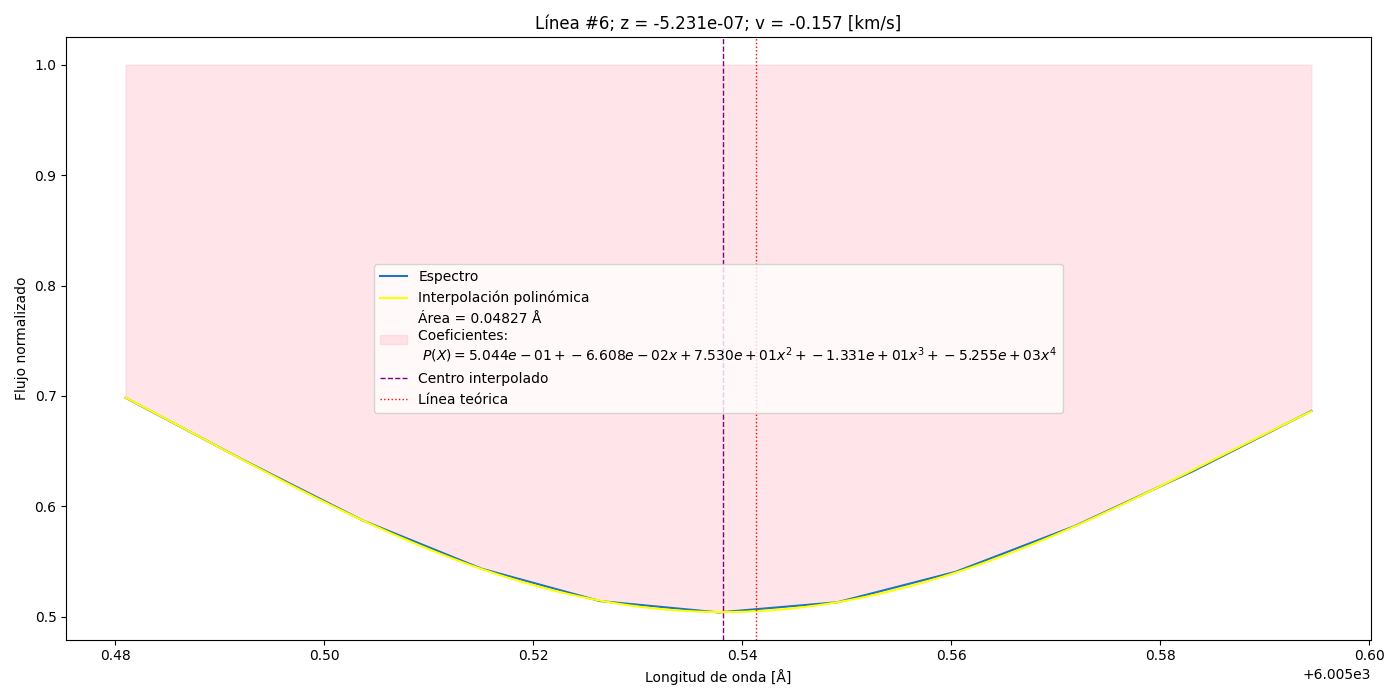 Línea #6; z = -5.231e-07; v = -0.157 [km/s]
Flujo normalizado
1.0
0.9
0.8
0.7
0.6
0.5
Espectro
Interpolación polinómica
Área = 0.04827 Å
Coeficientes:
P(X) = 5.044e − 01 + −6.608e − 02x + 7.530e + 01x² + −1.331e + 01x³ + −5.255e + 03x⁴
Centro interpolado
Línea teórica
0.48 0.50 0.52 0.54 0.56 0.58 0.60
+6.005e3
Longitud de onda [Å]